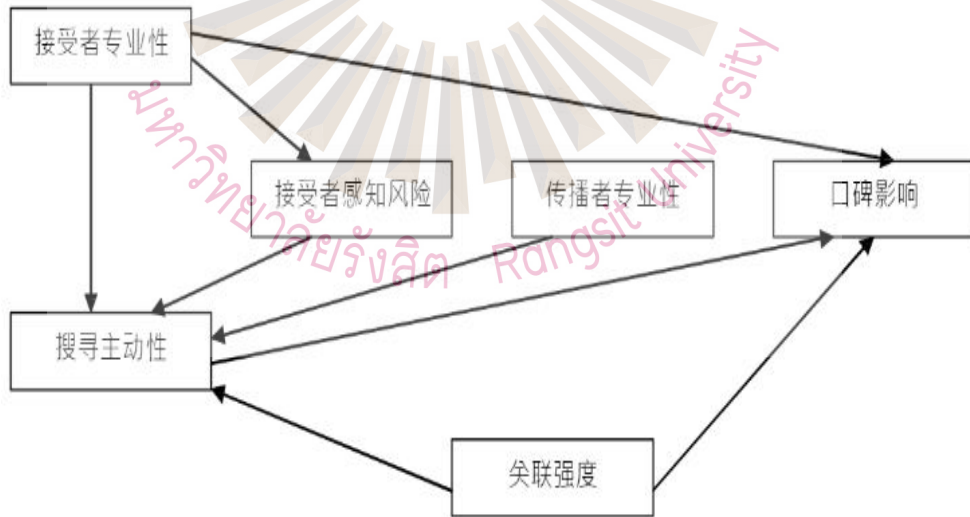 接受者专业性
接受者感知风险
传播者专业性
口碑影响
搜寻主动性
关联强度
มหาวิทยาลัยรังสิต Rangsit University